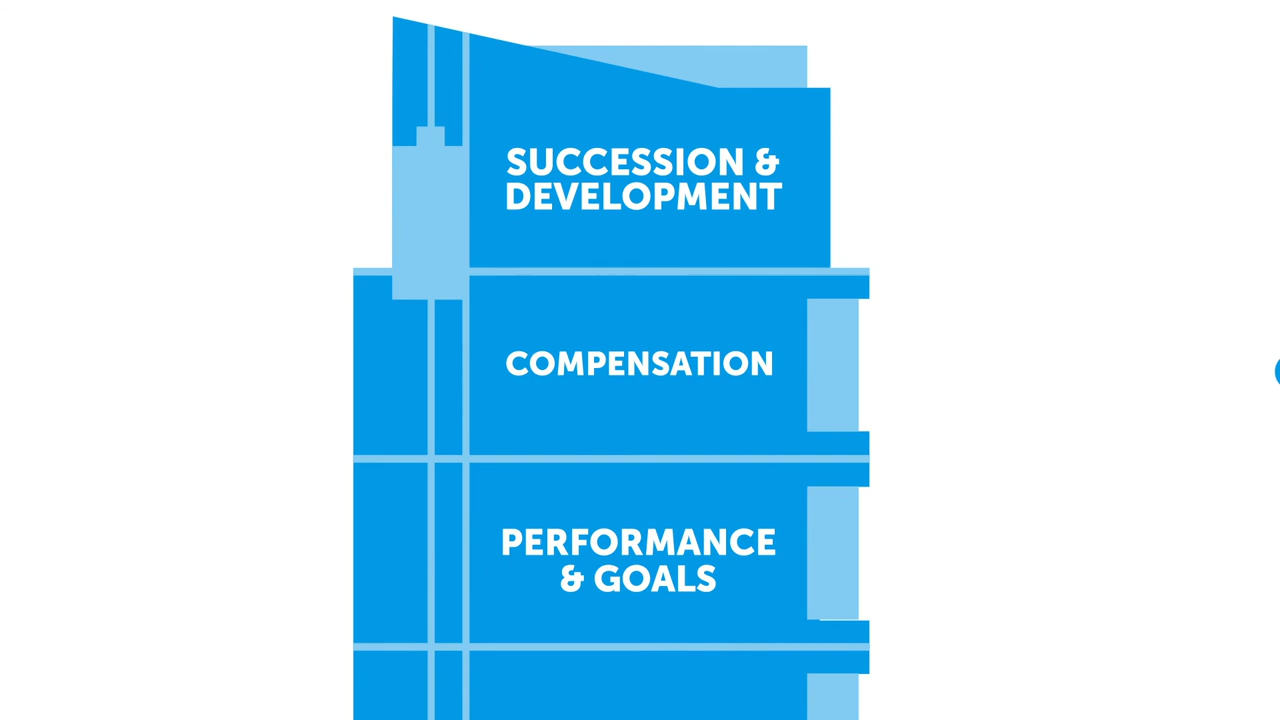 SUCCESSION &
DEVELOPMENT
COMPENSATION
PERFORMANCE
& GOALS